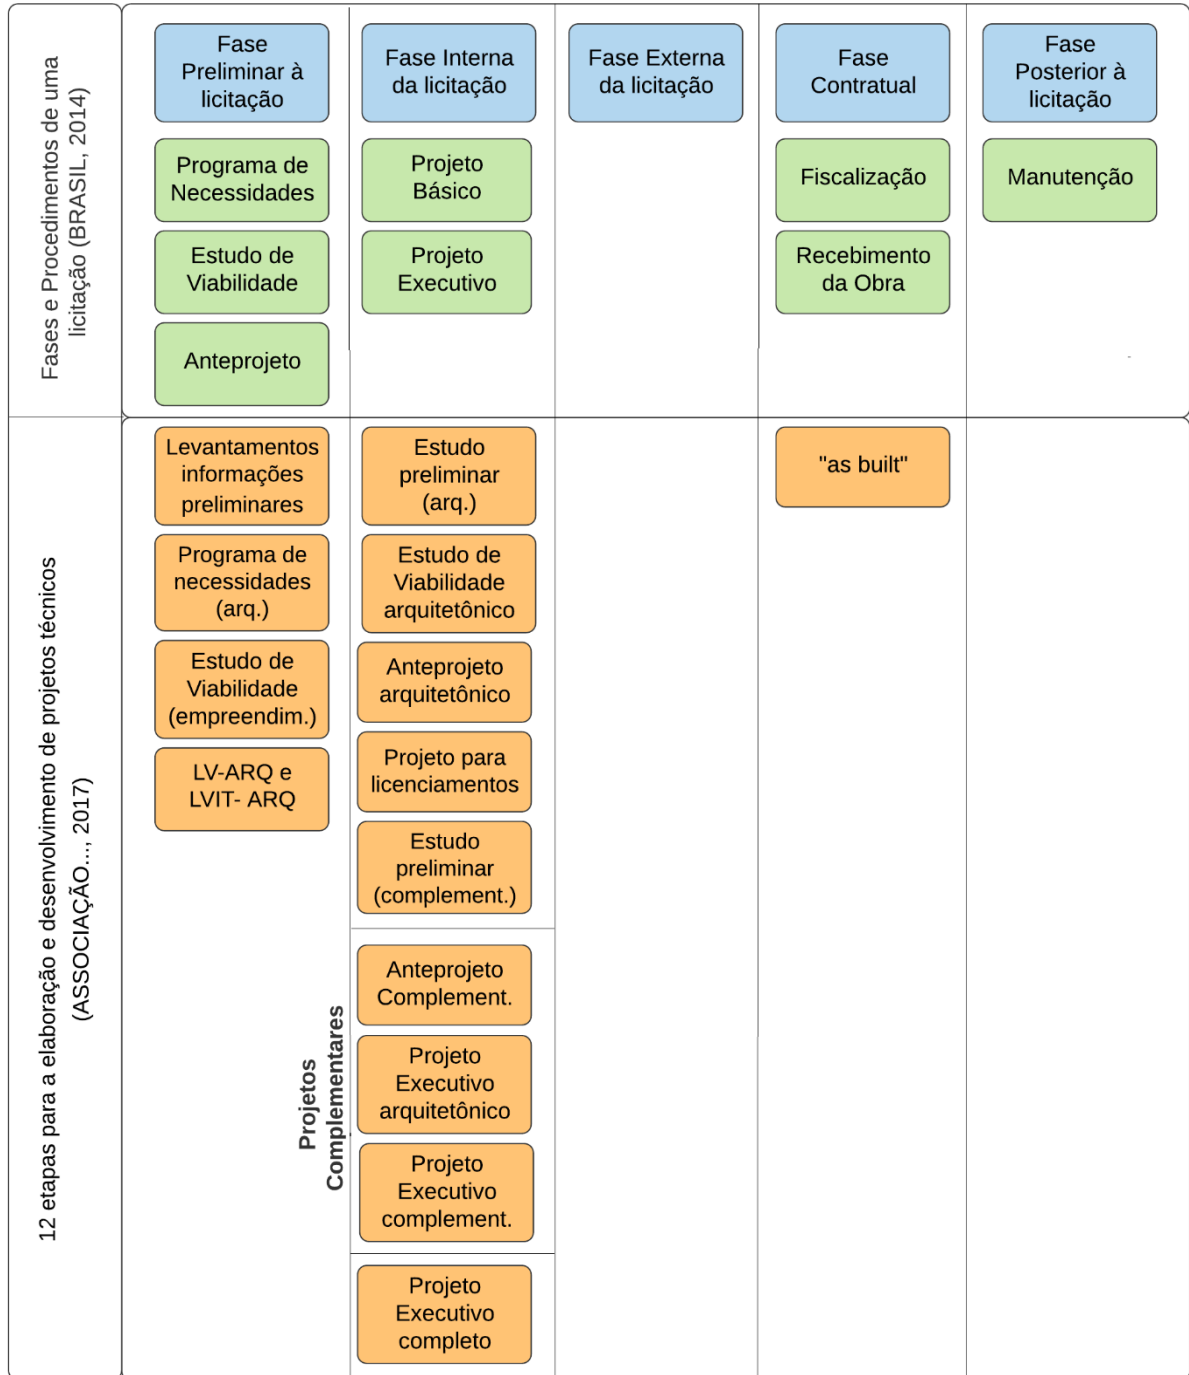 Fases e Procedimentos de uma
licitação (BRASIL, 2014)
Fase
Preliminar à
licitação
Fase Interna
da licitação
Fase Externa
da licitação
Fase
Contratual
Fase
Posterior à
licitação
Programa de
Necessidades
Projeto
Básico
Fiscalização
Manutenção
Estudo de
Viabilidade
Projeto
Executivo
Recebimento
da Obra
Anteprojeto
12 etapas para a elaboração e desenvolvimento de projetos técnicos
(ASSOCIAÇÃO..., 2017)
Levantamentos
informações
preliminares
Programa de
necessidades
(arq.)
Estudo de
Viabilidade
(empreendim.)
LV-ARQ e
LVIT- ARQ
Estudo
preliminar
(arq.)
Estudo de
Viabilidade
arquitetônico
Anteprojeto
arquitetônico
Projeto para
licenciamentos
Estudo
preliminar
(complement.)
Projetos
Complementares
Anteprojeto
Complement.
Projeto
Executivo
arquitetônico
Projeto
Executivo
complement.
Projeto
Executivo
completo
"as built"